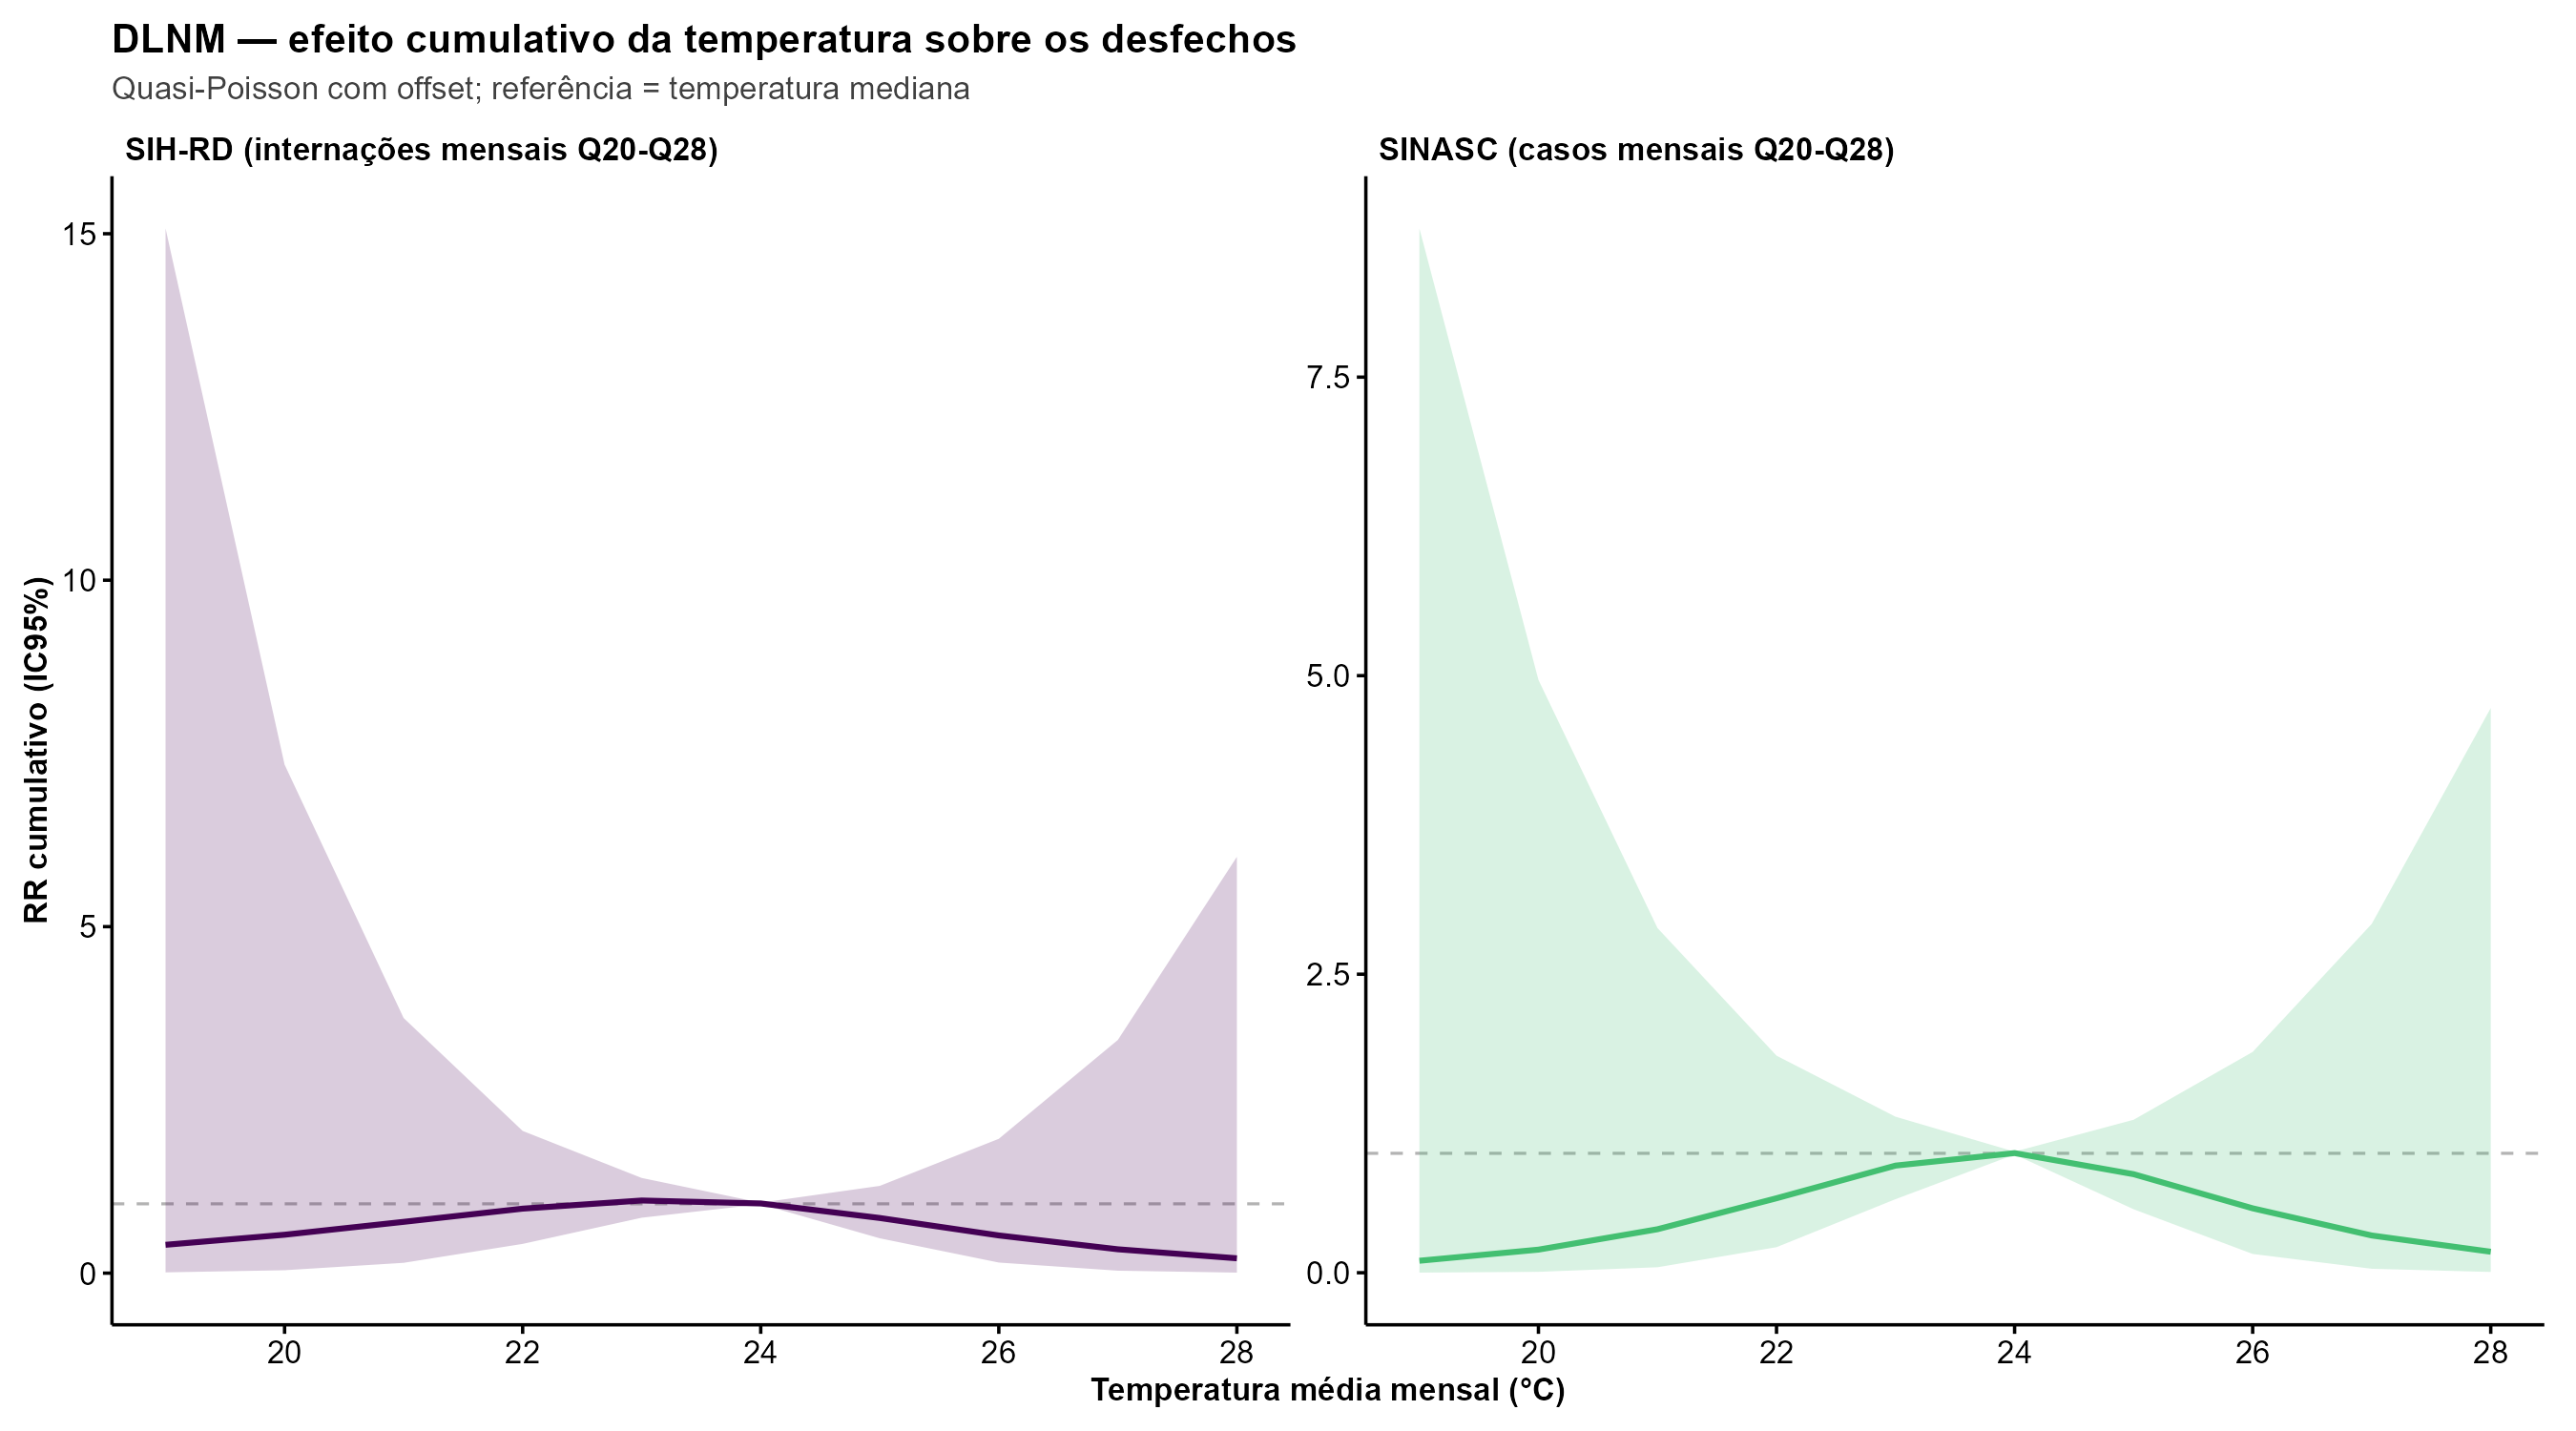 DLNM — efeito cumulativo da temperatura sobre os desfechos
Quasi-Poisson com offset; referência = temperatura mediana
SIH-RD (internações mensais Q20-Q28)
SINASC (casos mensais Q20-Q28)
RR cumulativo (IC95%)
15
10
5
0
7.5
5.0
2.5
0.0
20 22 24 26 28
20 22 24 26 28
Temperatura média mensal (°C)